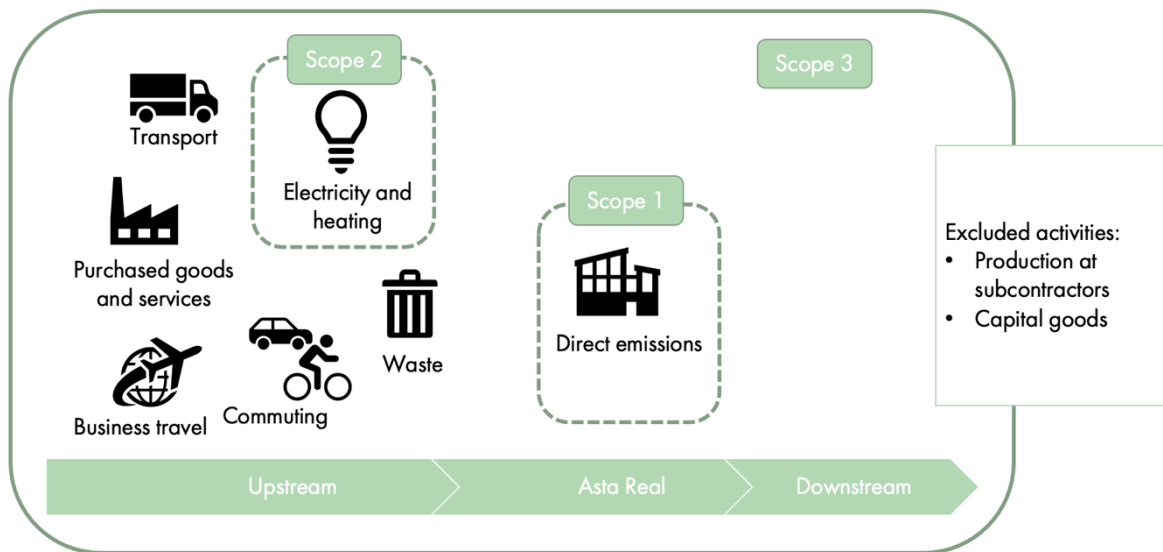 Scope 2
Scope 3
Transport
Electricity and
heating
Scope 1
Purchased goods
and services
Waste
Direct emissions
Business travel
Commuting
Excluded activities:
• Production at
subcontractors
• Capital goods
Upstream
Asta Real
Downstream